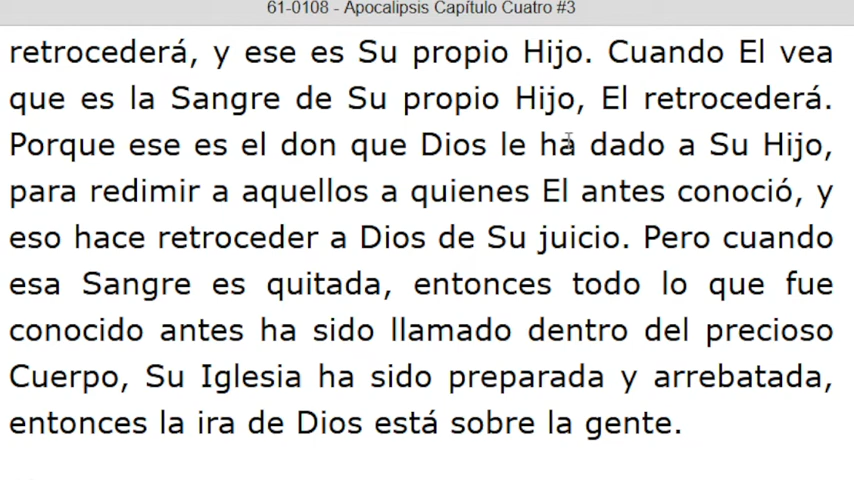 61-0108 - Apocalipsis Capítulo Cuatro #3
retrocederá, y ese es Su propio Hijo. Cuando El vea
que es la Sangre de Su propio Hijo, El retrocederá.
Porque ese es el don que Dios le ha dado a Su Hijo,
para redimir a aquellos a quienes El antes conoció, y
eso hace retroceder a Dios de Su juicio. Pero cuando
esa Sangre es quitada, entonces todo lo que fue
conocido antes ha sido llamado dentro del precioso
Cuerpo, Su Iglesia ha sido preparada y arrebatada,
entonces la ira de Dios está sobre la gente.